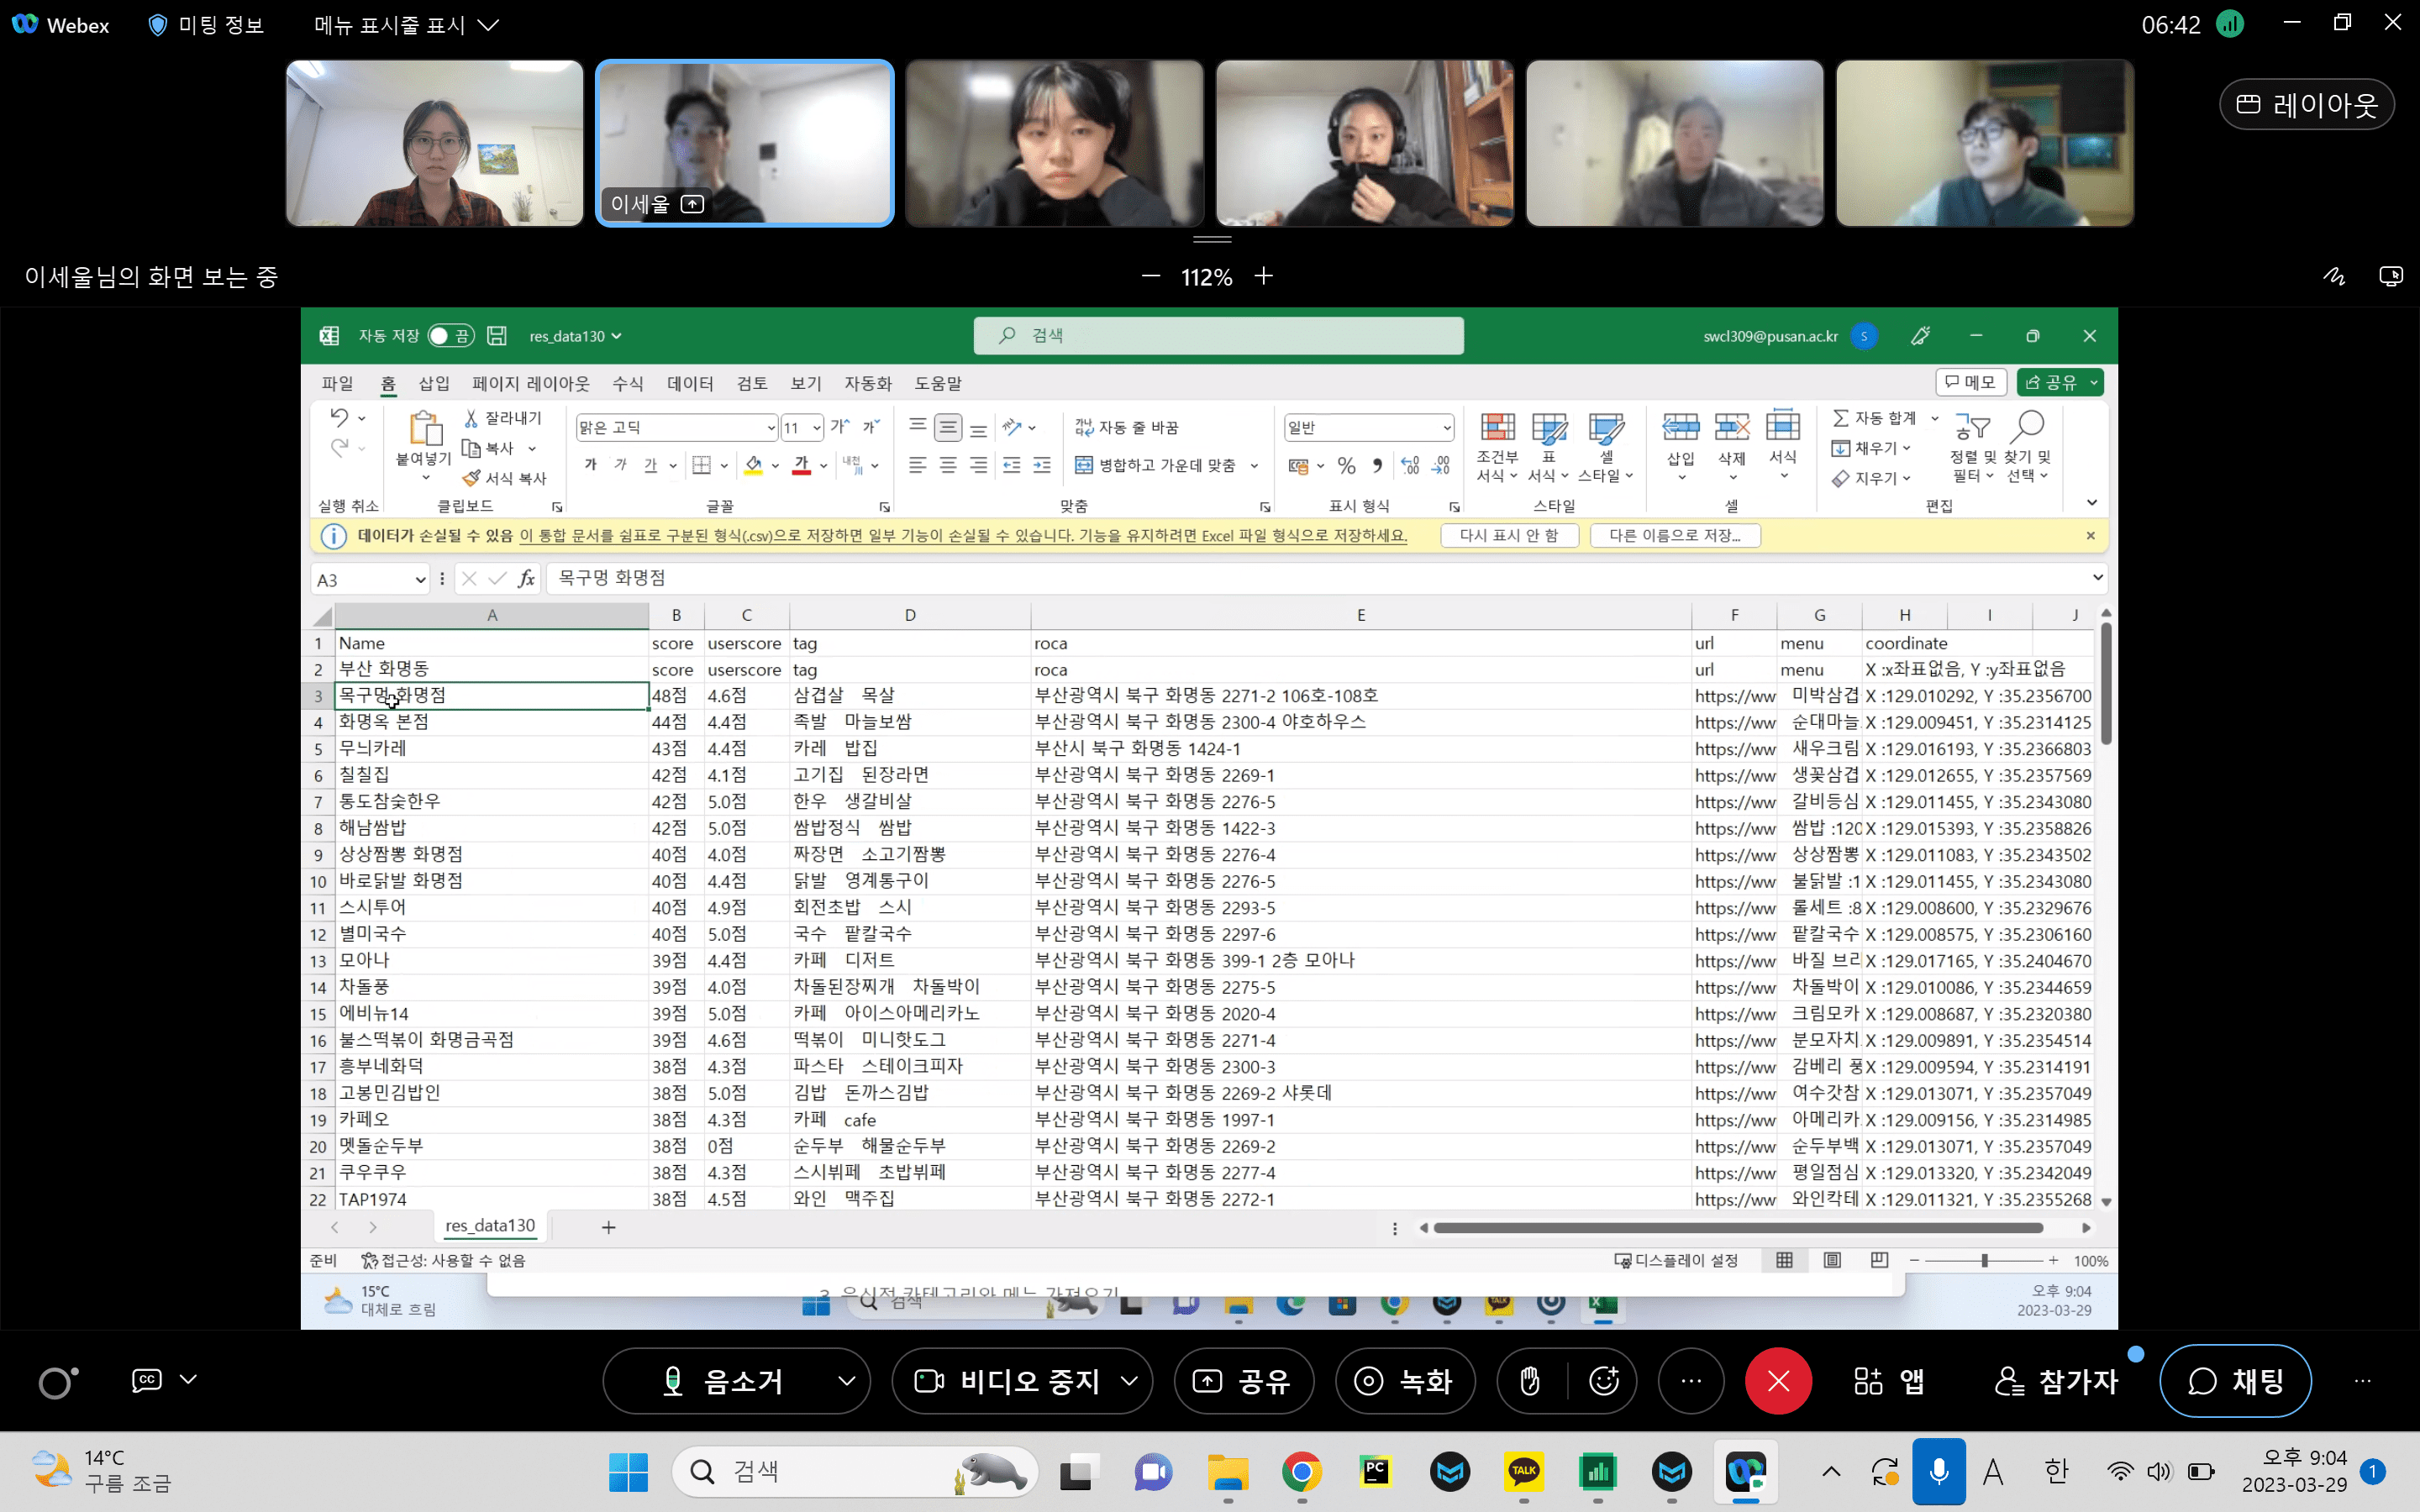 Webex 미팅 정보 메뉴 표시줄 표시 06:42
레이아웃
이세울
이세울님의 화면 보는 중 112%
자동 저장 끔 res_data130 검색 swcl309@pusan.ac.kr S
파일 홈 삽입 페이지 레이아웃 수식 데이터 검토 보기 자동화 도움말 메모 공유
붙여넣기 잘라내기 복사 서식 복사 맑은 고딕 11 가 가 자동 줄 바꿈 일반 조건부 서식 표 서식 셀 스타일 삽입 삭제 서식 자동 합계 채우기 지우기 정렬 및 필터 찾기 및 선택
가 가 가 가 내천 병합하고 가운데 맞춤 %
실행 취소 클립보드 글꼴 맞춤 표시 형식 스타일 셀 편집
데이터가 손실될 수 있음 이 통합 문서를 쉼표로 구분된 형식(.csv)으로 저장하면 일부 기능이 손실될 수 있습니다. 기능을 유지하려면 Excel 파일 형식으로 저장하세요. 다시 표시 안 함 다른 이름으로 저장...
A3 fx 목구멍 화명점
A B C D E F G H I J
1 Name score userscore tag roca url menu coordinate
2 부산 화명동 score userscore tag roca url menu X :x좌표없음, Y :y좌표없음
3 목구멍 화명점 48점 4.6점 삼겹살 목살 부산광역시 북구 화명동 2271-2 106호-108호 https://ww 미박삼겹 X :129.010292, Y :35.2356700
4 화명옥 본점 44점 4.4점 족발 마늘보쌈 부산광역시 북구 화명동 2300-4 야호하우스 https://ww 순대마늘 X :129.009451, Y :35.2314125
5 무늬카레 43점 4.4점 카레 밥집 부산시 북구 화명동 1424-1 https://ww 새우크림 X :129.016193, Y :35.2366803
6 칠칠집 42점 4.1점 고기집 된장라면 부산광역시 북구 화명동 2269-1 https://ww 생꽃삼겹 X :129.012655, Y :35.2357569
7 통도참숯한우 42점 5.0점 한우 생갈비살 부산광역시 북구 화명동 2276-5 https://ww 갈비등심 X :129.011455, Y :35.2343080
8 해남쌈밥 42점 5.0점 쌈밥정식 쌈밥 부산광역시 북구 화명동 1422-3 https://ww 쌈밥 :120 X :129.015393, Y :35.2358826
9 상상짬뽕 화명점 40점 4.0점 짜장면 소고기짬뽕 부산광역시 북구 화명동 2276-4 https://ww 상상짬뽕 X :129.011083, Y :35.2343502
10 바로닭발 화명점 40점 4.4점 닭발 영계통구이 부산광역시 북구 화명동 2276-5 https://ww 불닭발 :1 X :129.011455, Y :35.2343080
11 스시투어 40점 4.9점 회전초밥 스시 부산광역시 북구 화명동 2293-5 https://ww 롤세트 :8 X :129.008600, Y :35.2329676
12 별미국수 40점 5.0점 국수 팥칼국수 부산광역시 북구 화명동 2297-6 https://ww 팥칼국수 X :129.008575, Y :35.2306160
13 모아나 39점 4.4점 카페 디저트 부산광역시 북구 화명동 399-1 2층 모아나 https://ww 바질 브리 X :129.017165, Y :35.2404670
14 차돌풍 39점 4.0점 차돌된장찌개 차돌박이 부산광역시 북구 화명동 2275-5 https://ww 차돌박이 X :129.010086, Y :35.2344659
15 에비뉴14 39점 5.0점 카페 아이스아메리카노 부산광역시 북구 화명동 2020-4 https://ww 크림모카 X :129.008687, Y :35.2320380
16 불스떡볶이 화명금곡점 39점 4.6점 떡볶이 미니핫도그 부산광역시 북구 화명동 2271-4 https://ww 분모자치 X :129.009891, Y :35.2354514
17 흥부네화덕 38점 4.3점 파스타 스테이크피자 부산광역시 북구 화명동 2300-3 https://ww 감베리 풍 X :129.009594, Y :35.2314191
18 고봉민김밥인 38점 5.0점 김밥 돈까스김밥 부산광역시 북구 화명동 2269-2 샤롯데 https://ww 여수갓참 X :129.013071, Y :35.2357049
19 카페오 38점 4.3점 카페 cafe 부산광역시 북구 화명동 1997-1 https://ww 아메리카 X :129.009156, Y :35.2314985
20 멧돌순두부 38점 0점 순두부 해물순두부 부산광역시 북구 화명동 2269-2 https://ww 순두부백 X :129.013071, Y :35.2357049
21 쿠우쿠우 38점 4.3점 스시뷔페 초밥뷔페 부산광역시 북구 화명동 2277-4 https://ww 평일점심 X :129.013320, Y :35.2342049
22 TAP1974 38점 4.5점 와인 맥주집 부산광역시 북구 화명동 2272-1 https://ww 와인칵테 X :129.011321, Y :35.2355268
res_data130
준비 접근성: 사용할 수 없음 디스플레이 설정 100%
15°C 오후 9:04
대체로 흐림 검색 2023-03-29
음소거 비디오 중지 공유 녹화 앱 참가자 채팅
14°C 오후 9:04
구름 조금 검색 PC TALK A 한 2023-03-29 1